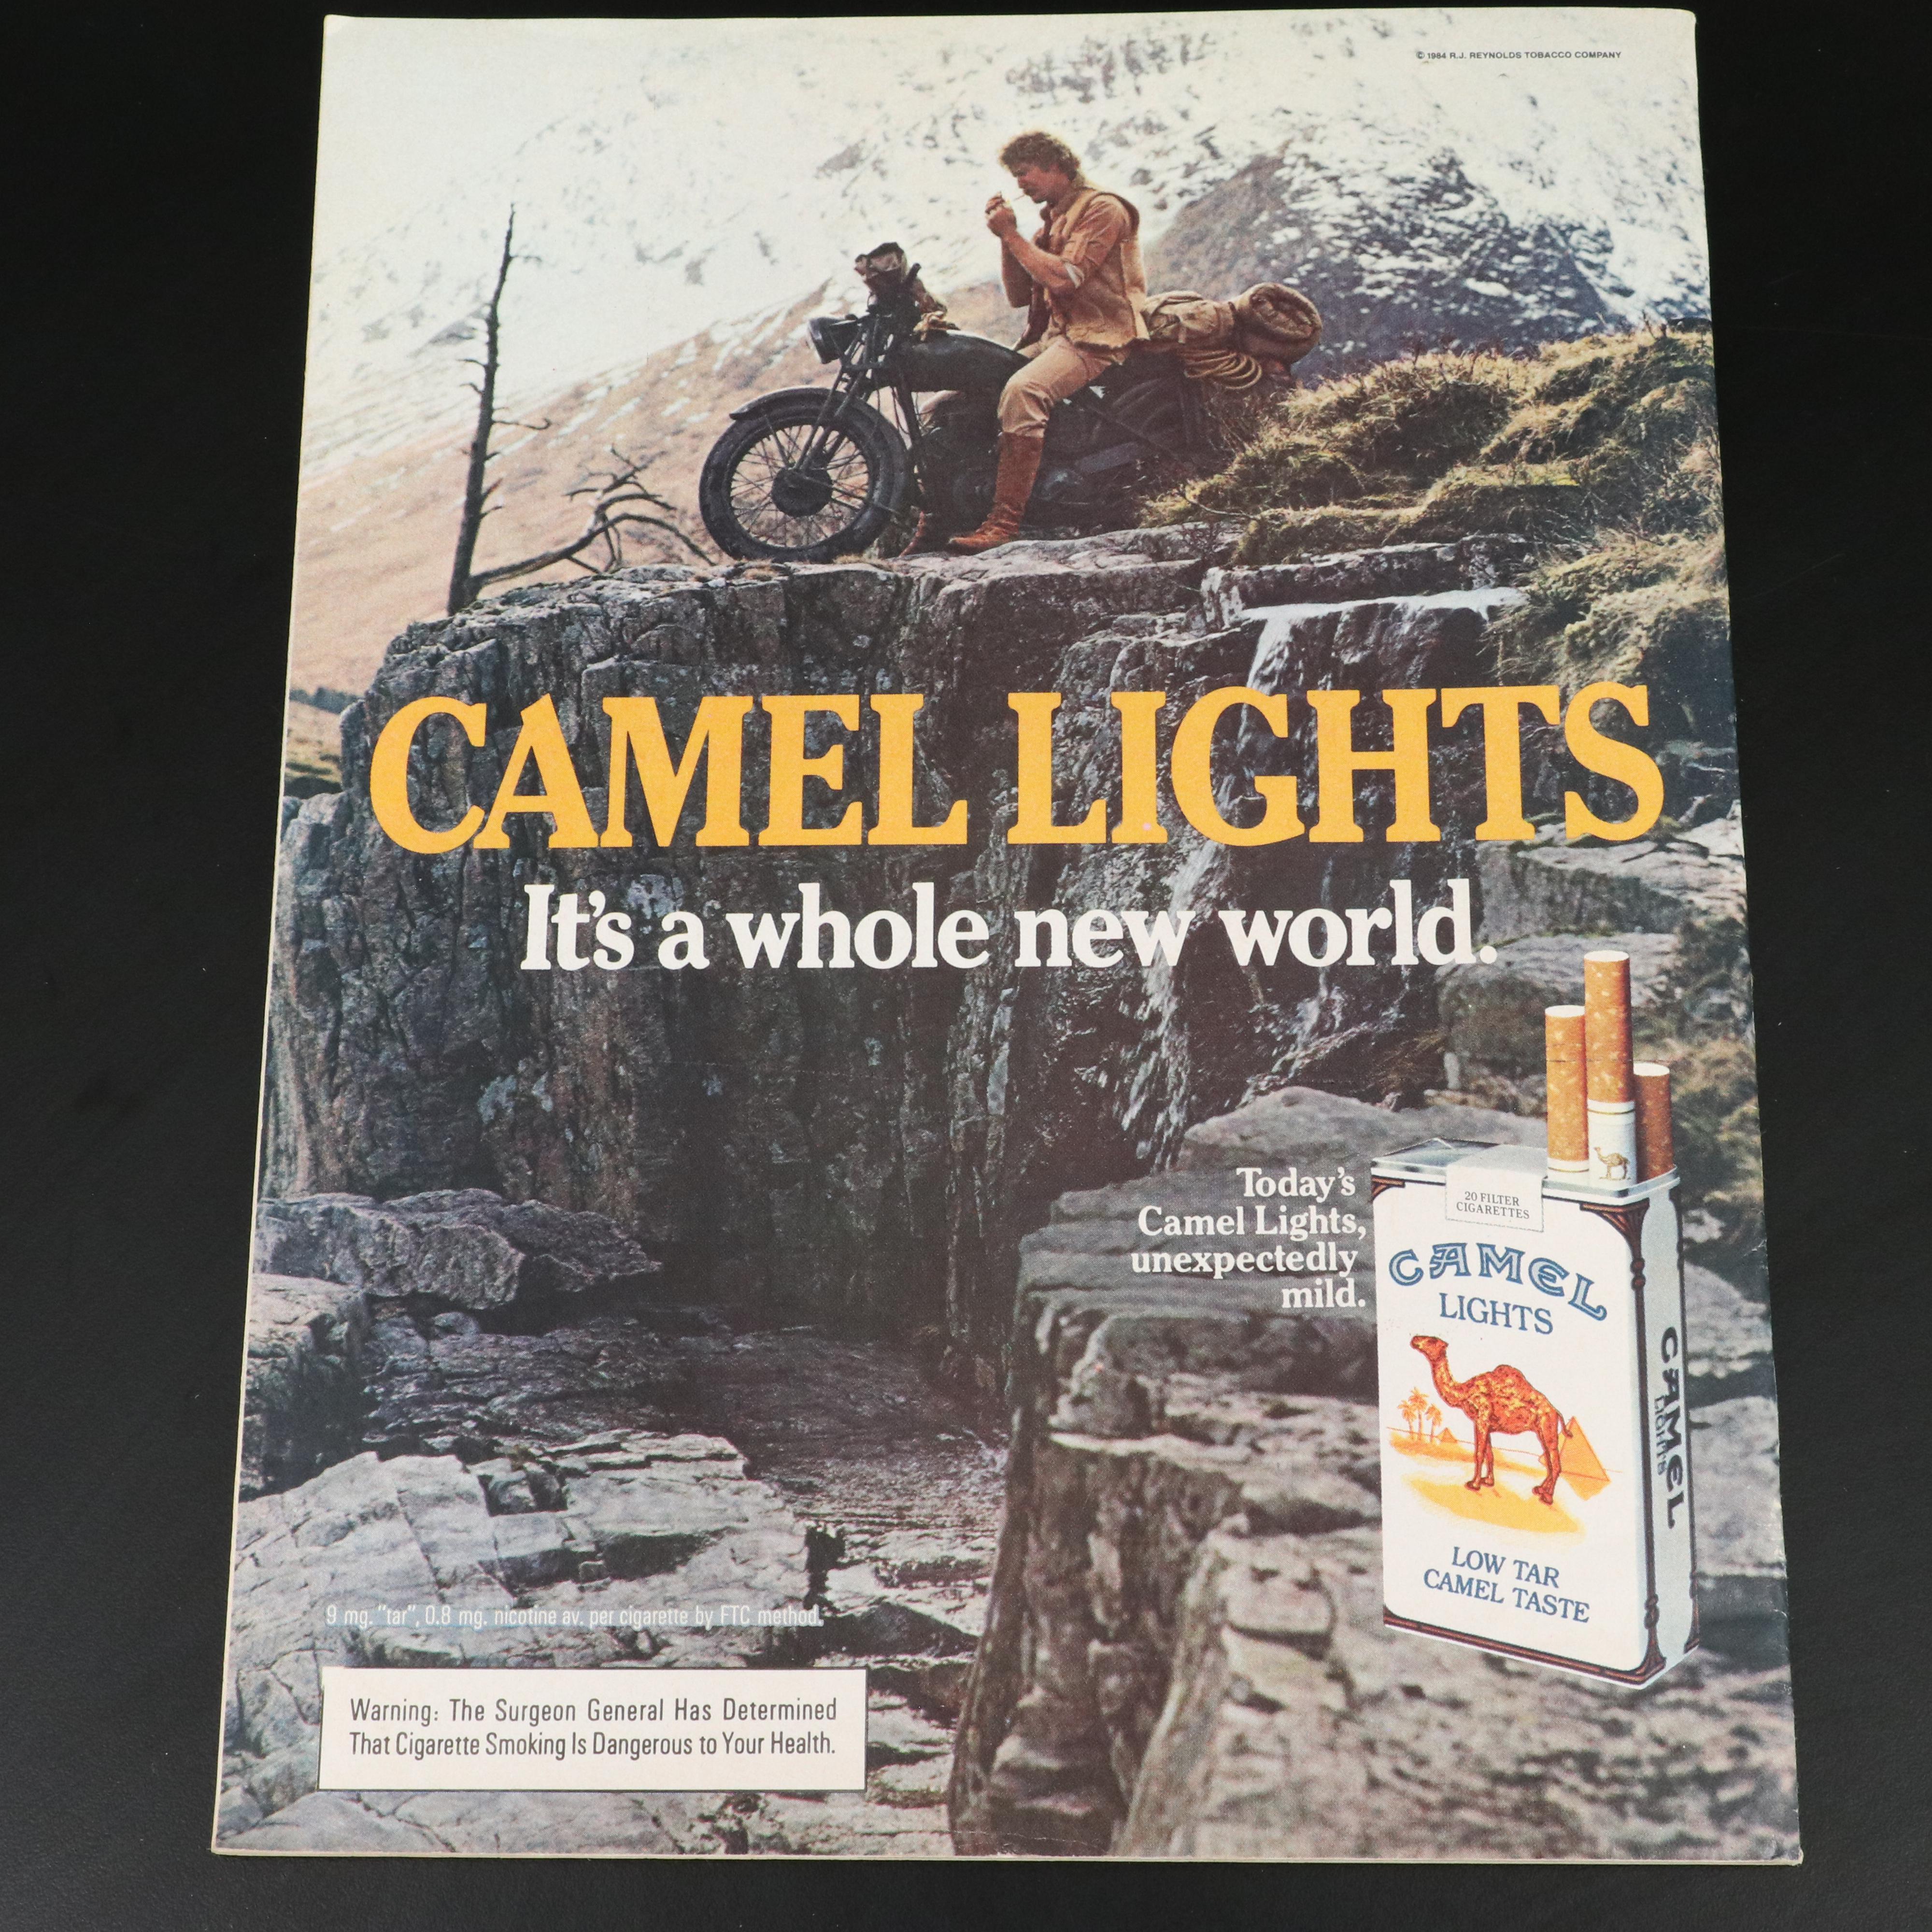 © 1984 R.J. REYNOLDS TOBACCO COMPANY
CAMEL LIGHTS
It's a whole new world.
Today's
Camel Lights,
unexpectedly
mild.
20 FILTER
CIGARETTES
CAMEL
LIGHTS
LOW TAR
CAMEL TASTE
CAMEL
LIGHTS
9 mg. "tar", 0.8 mg. nicotine av. per cigarette by FTC method.
Warning: The Surgeon General Has Determined
That Cigarette Smoking Is Dangerous to Your Health.